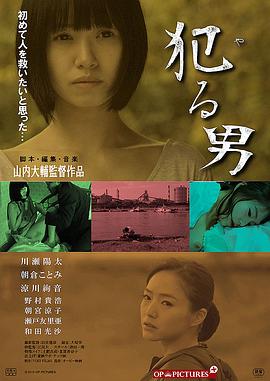 初めて人を救いたいと思った…
犯る男
や
脚本・編集・音楽
山内大輔監督作品
川瀬陽太
朝倉ことみ
涼川絢音
野村貴浩
朝宮涼子
瀬戸友里亜
和田光沙
OP PICTURES+